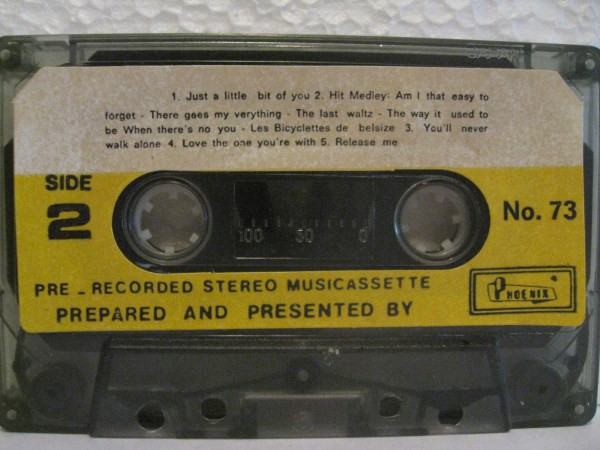 1. Just a little bit of you 2. Hit Medley: Am I that easy to
forget - There goes my verything - The last waltz - The way it used to
be When there's no you - Les Bicyclettes de belsize 3. You'll never
walk alone 4. Love the one you're with 5. Release me
SIDE
2
100 50 0
No. 73
PRE - RECORDED STEREO MUSICASSETTE
PREPARED AND PRESENTED BY
PHOENIX